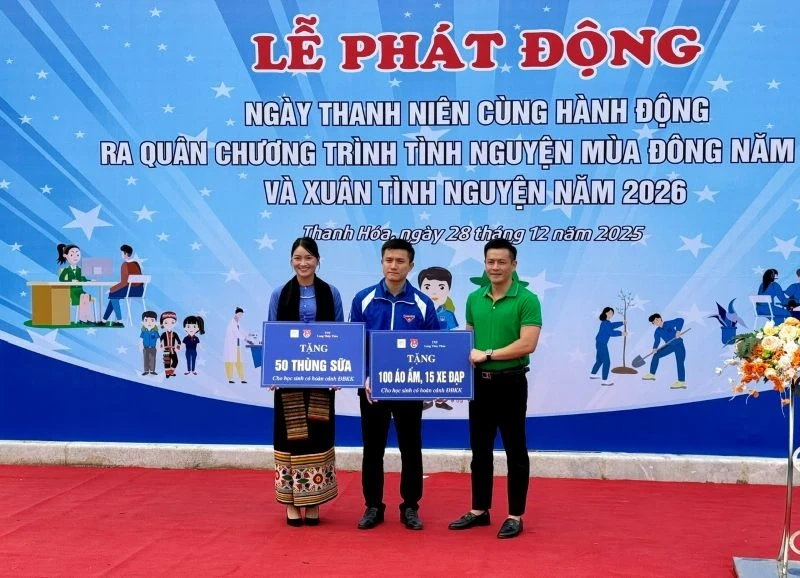 LỄ PHÁT ĐỘNG
NGÀY THANH NIÊN CÙNG HÀNH ĐỘNG
RA QUÂN CHƯƠNG TRÌNH TÌNH NGUYỆN MÙA ĐÔNG NĂM
VÀ XUÂN TÌNH NGUYỆN NĂM 2026
Thanh Hóa, ngày 28 tháng 12 năm 2025
TẶNG
50 THÙNG SỮA
Cho học sinh có hoàn cảnh ĐBKK
TẶNG
100 ÁO ẤM, 15 XE ĐẠP
Cho học sinh có hoàn cảnh ĐBKK